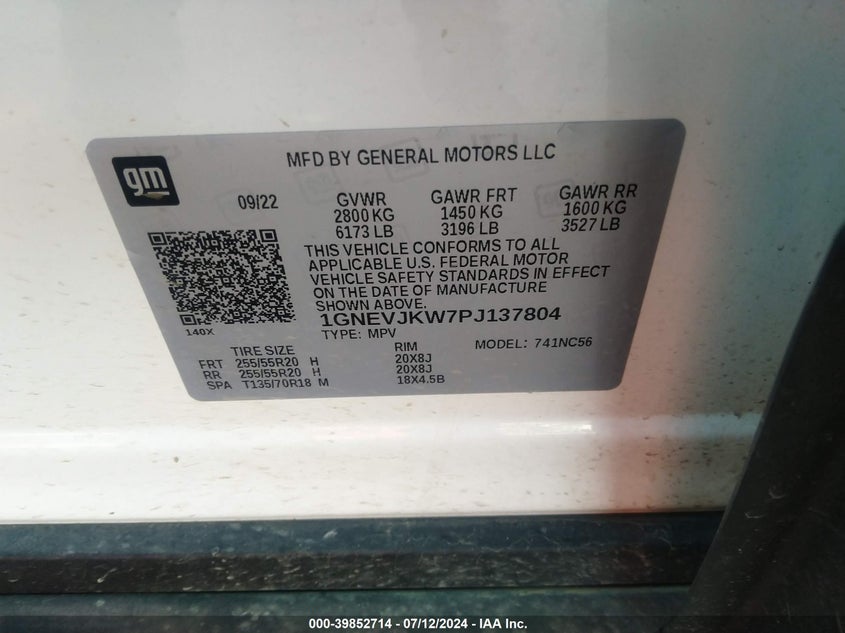 gm
MFD BY GENERAL MOTORS LLC
09/22 GVWR GAWR FRT GAWR RR
2800 KG 1450 KG 1600 KG
6173 LB 3196 LB 3527 LB
THIS VEHICLE CONFORMS TO ALL
APPLICABLE U.S. FEDERAL MOTOR
VEHICLE SAFETY STANDARDS IN EFFECT
ON THE DATE OF MANUFACTURE
SHOWN ABOVE.
140X
1GNEVJKW7PJ137804
TYPE: MPV MODEL: 741NC56
TIRE SIZE RIM
FRT 255/55R20 H 20X8J
RR 255/55R20 H 20X8J
SPA T135/70R18 M 18X4.5B
000-39852714 / 07/12/2024 - IAA Inc.